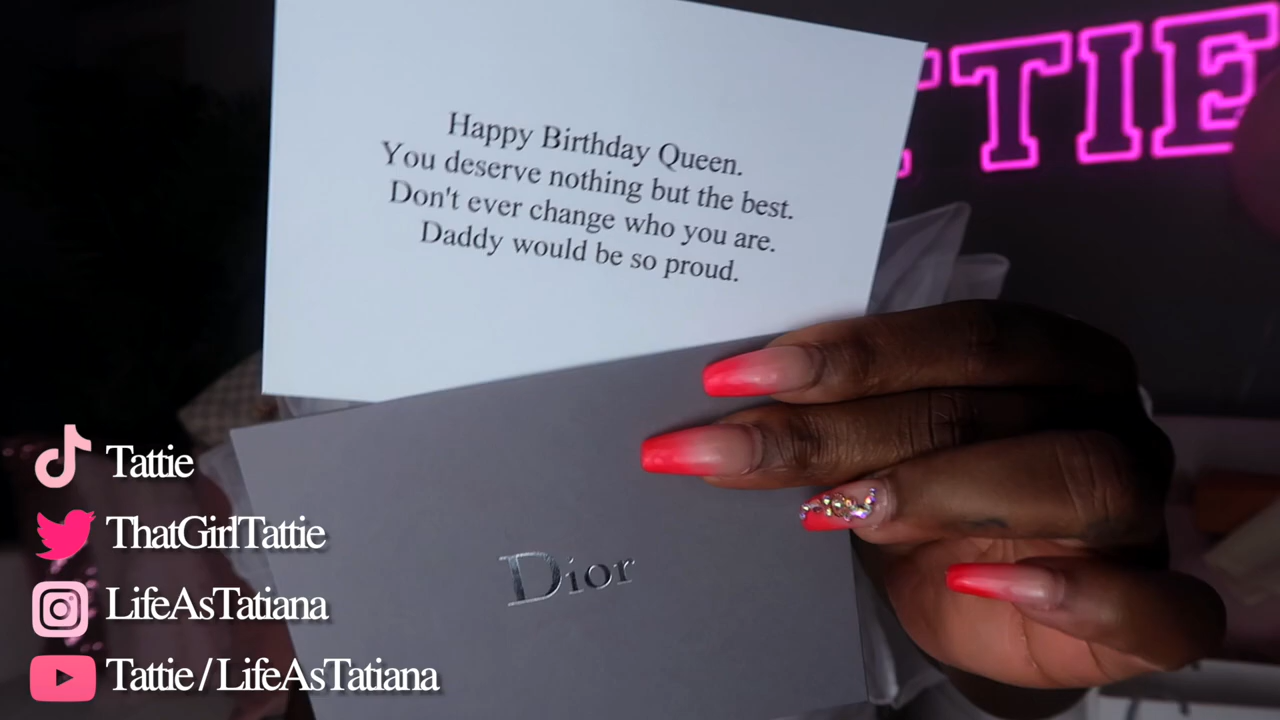 Happy Birthday Queen.
You deserve nothing but the best.
Don't ever change who you are.
Daddy would be so proud.
TTIE
Dior
Tattie
ThatGirlTattie
LifeAsTatiana
Tattie / LifeAsTatiana